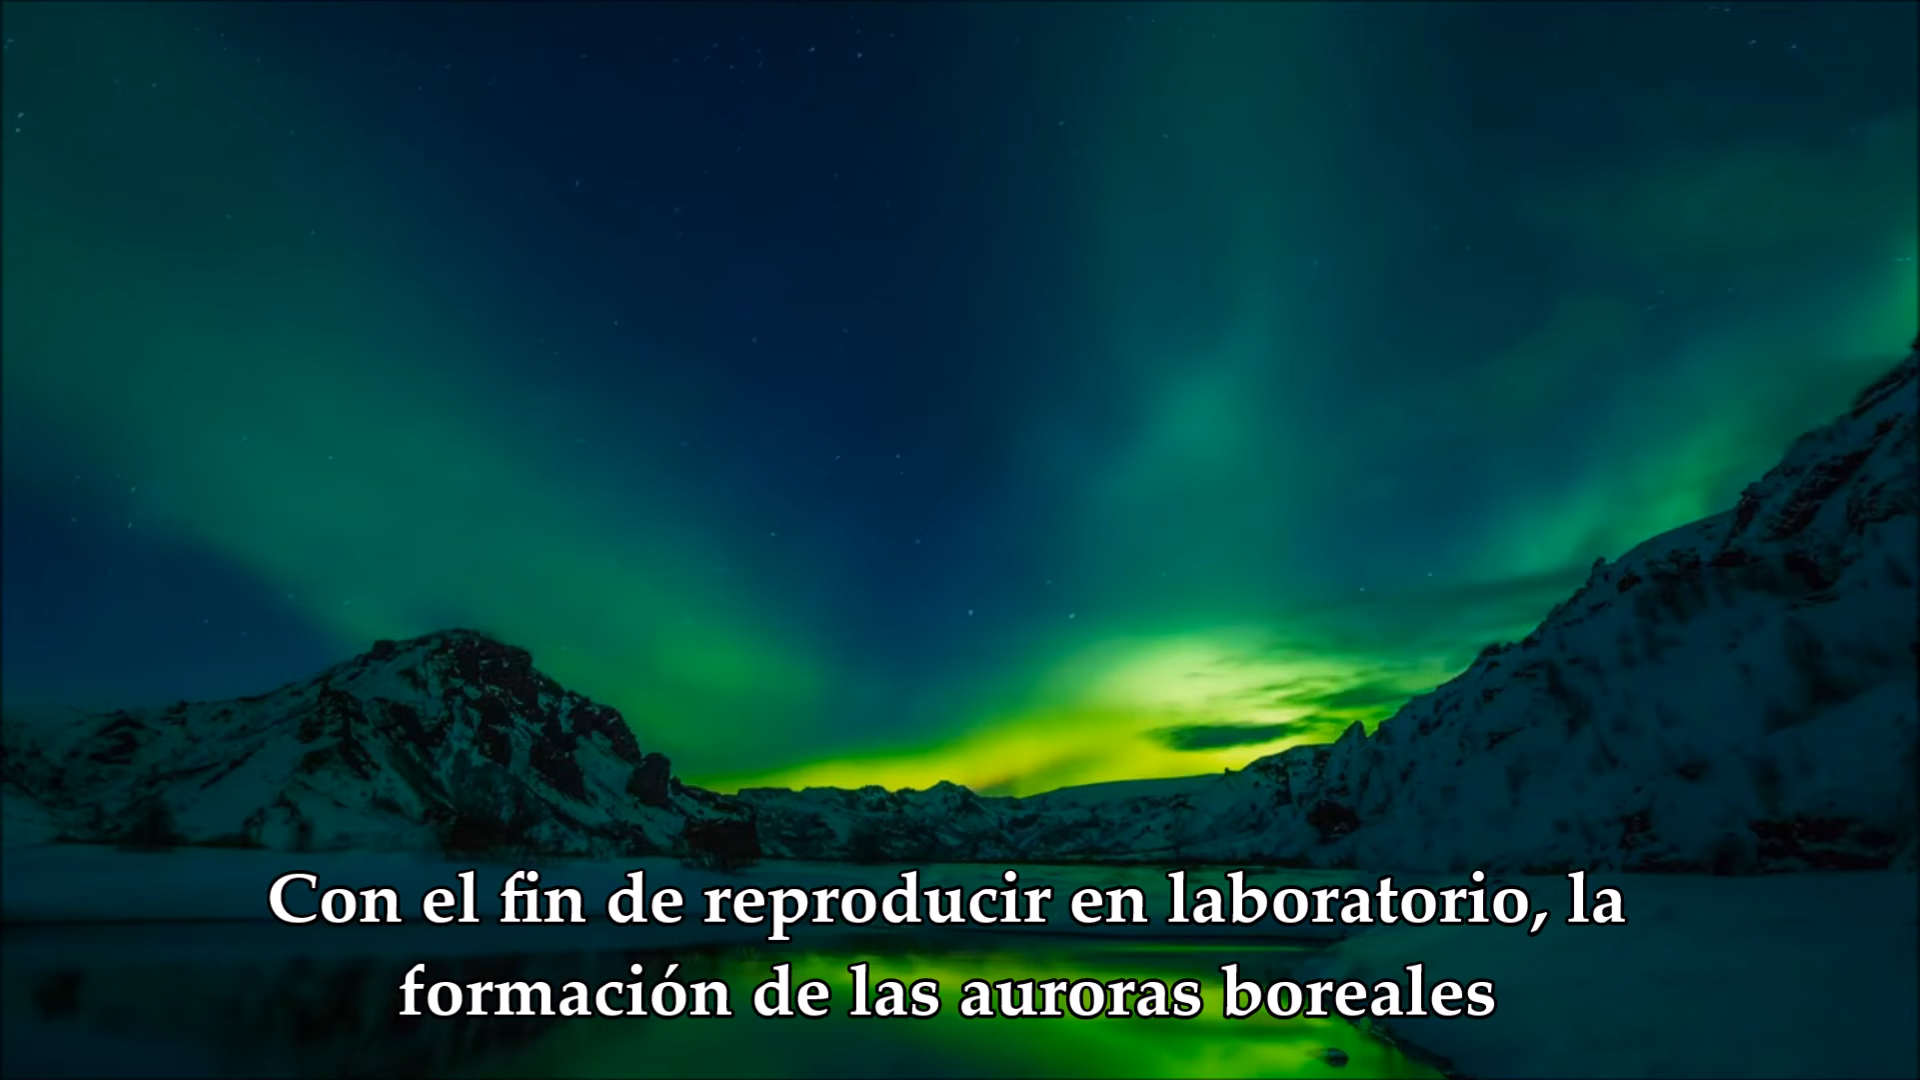 Con el fin de reproducir en laboratorio, la
formación de las auroras boreales